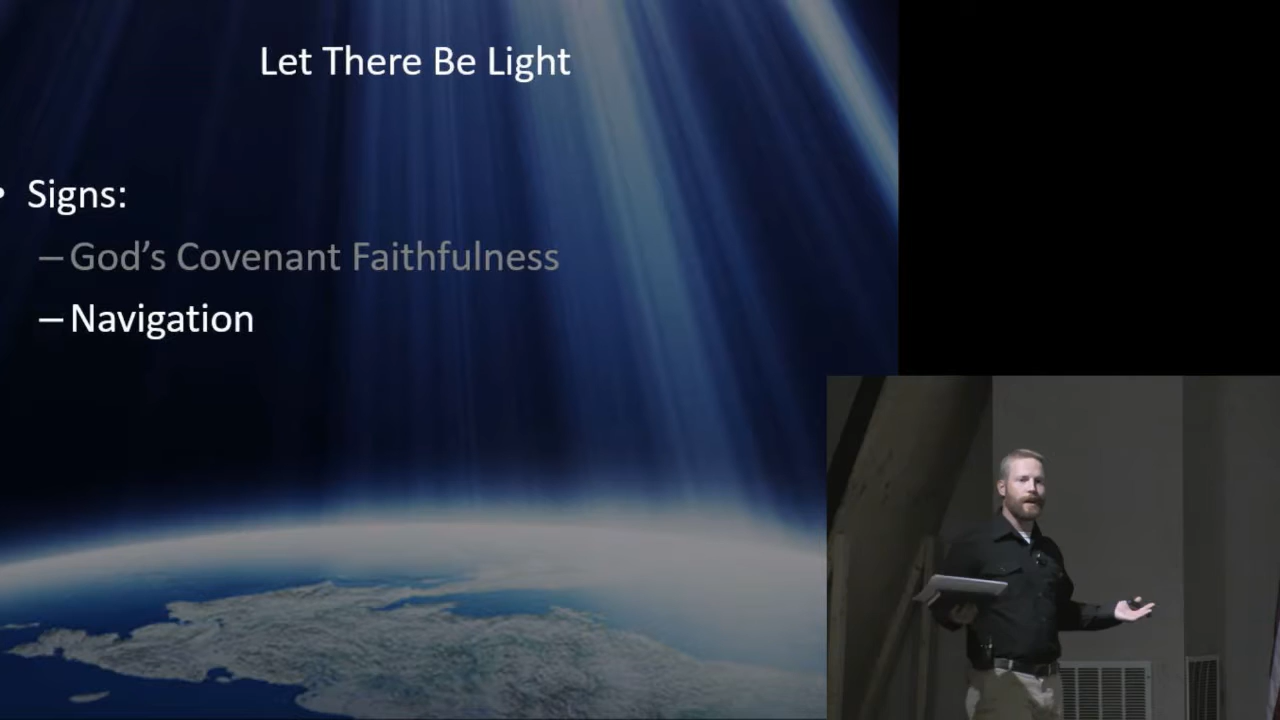 Let There Be Light
• Signs:
– God’s Covenant Faithfulness
– Navigation